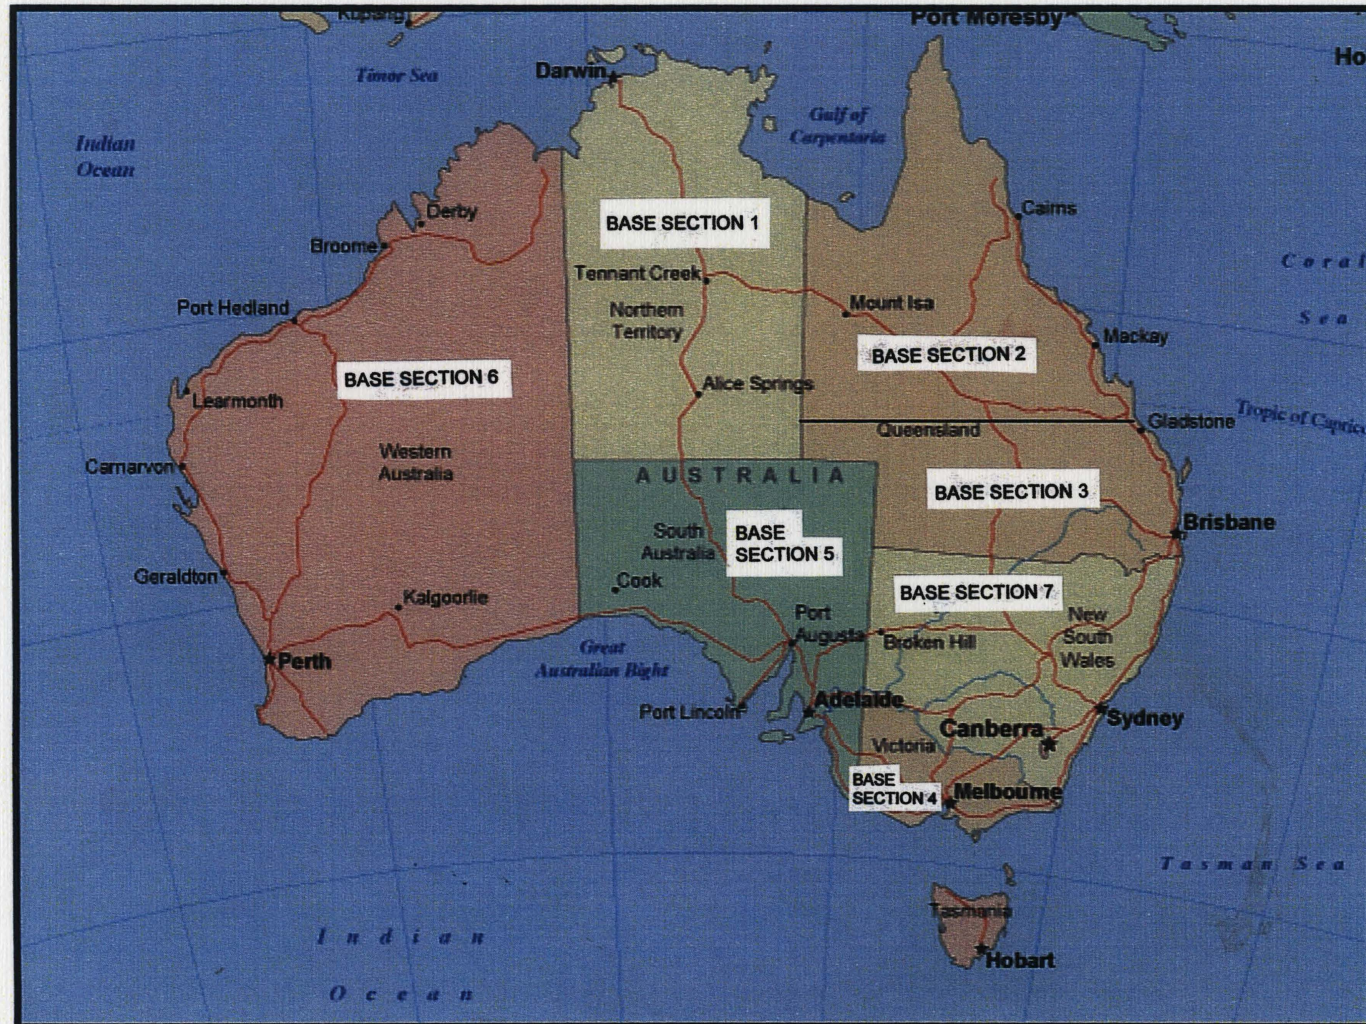 Kupang
Port Moresby
Ho
Timor Sea
Darwin
Gulf of
Carpentaria
Indian
Ocean
Derby
Broome
BASE SECTION 1
Cairns
Coral
Sea
Tennant Creek
Northern
Territory
Mount Isa
Port Hedland
Mackay
BASE SECTION 2
BASE SECTION 6
Alice Springs
Learmonth
Tropic of Caprico
Gladstone
Queensland
Western
Australia
Carnarvon
AUSTRALIA
BASE SECTION 3
South
Australia
BASE
SECTION 5
Brisbane
Geraldton
Cook
Kalgoorlie
BASE SECTION 7
New
South
Wales
Port
Augusta
Broken Hill
Great
Australian Bight
Perth
Port Lincoln
Adelaide
Sydney
Canberra
Victoria
BASE
SECTION 4
Melbourne
Tasman Sea
Tasmania
Hobart
Indian
Ocean